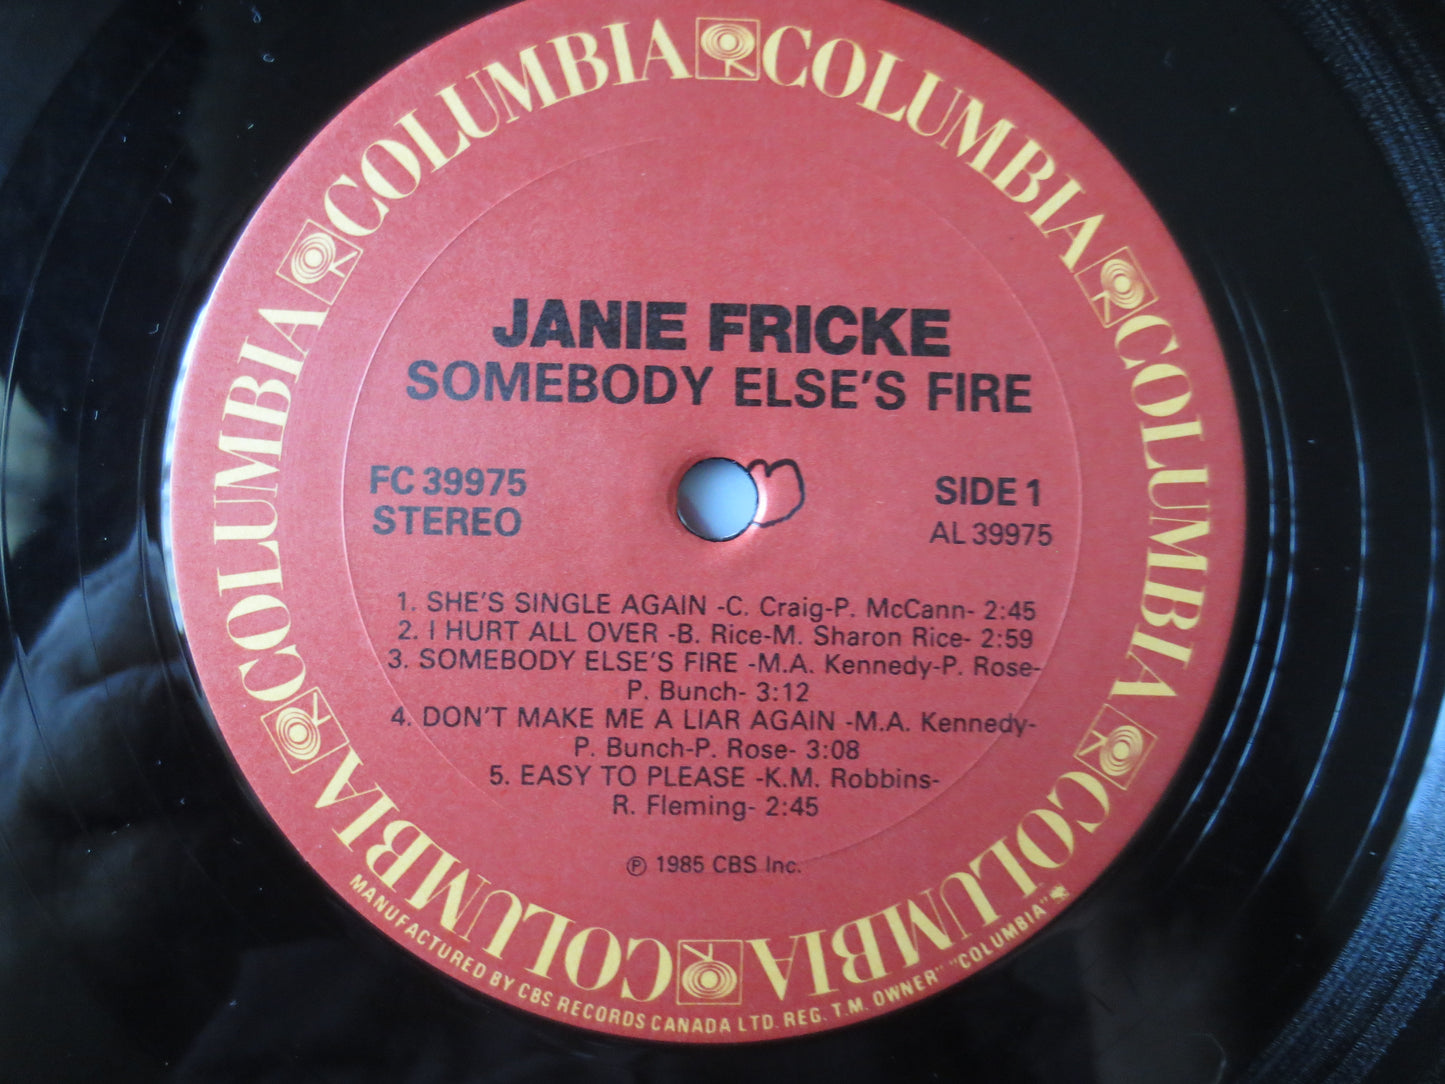 COLUMBIA COLUMBIA COLUMBIA COLUMBIA COLUMBIA COLUMBIA COLUMBIA COLUMBIA COLUMBIA COLUMBIA
JANIE FRICKE
SOMEBODY ELSE'S FIRE
FC 39975
STEREO
SIDE 1
AL 39975
1. SHE'S SINGLE AGAIN -C. Craig-P. McCann- 2:45
2. I HURT ALL OVER -B. Rice-M. Sharon Rice- 2:59
3. SOMEBODY ELSE'S FIRE -M.A. Kennedy-P. Rose-
P. Bunch- 3:12
4. DON'T MAKE ME A LIAR AGAIN -M.A. Kennedy-
P. Bunch-P. Rose- 3:08
5. EASY TO PLEASE -K.M. Robbins-
R. Fleming- 2:45
℗ 1985 CBS Inc.
MANUFACTURED BY CBS RECORDS CANADA LTD. REG. T.M. OWNER" "COLUMBIA"